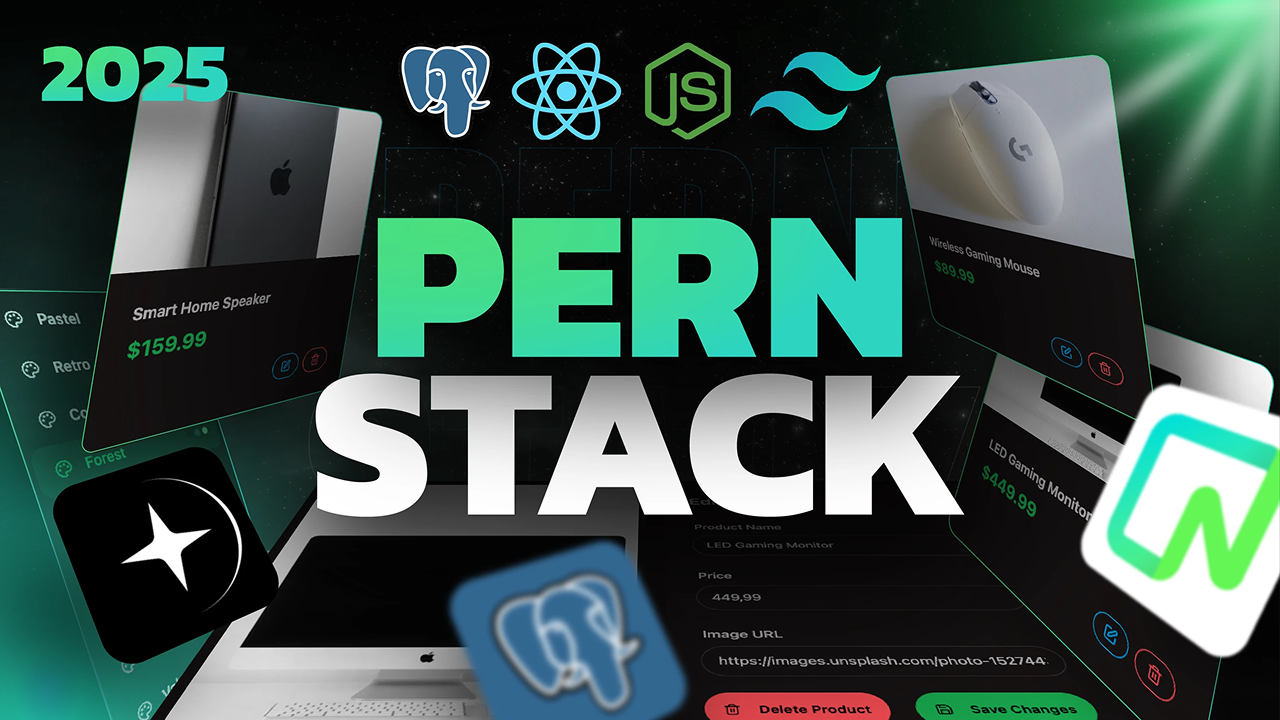 2025
JS
PERN
STACK
Smart Home Speaker
$159.99
Wireless Gaming Mouse
$89.99
Pastel
Retro
Forest
LED Gaming Monitor
$449.99
Product Name
LED Gaming Monitor
Price
449,99
Image URL
https://images.unsplash.com/photo-152744
Delete Product
Save Changes